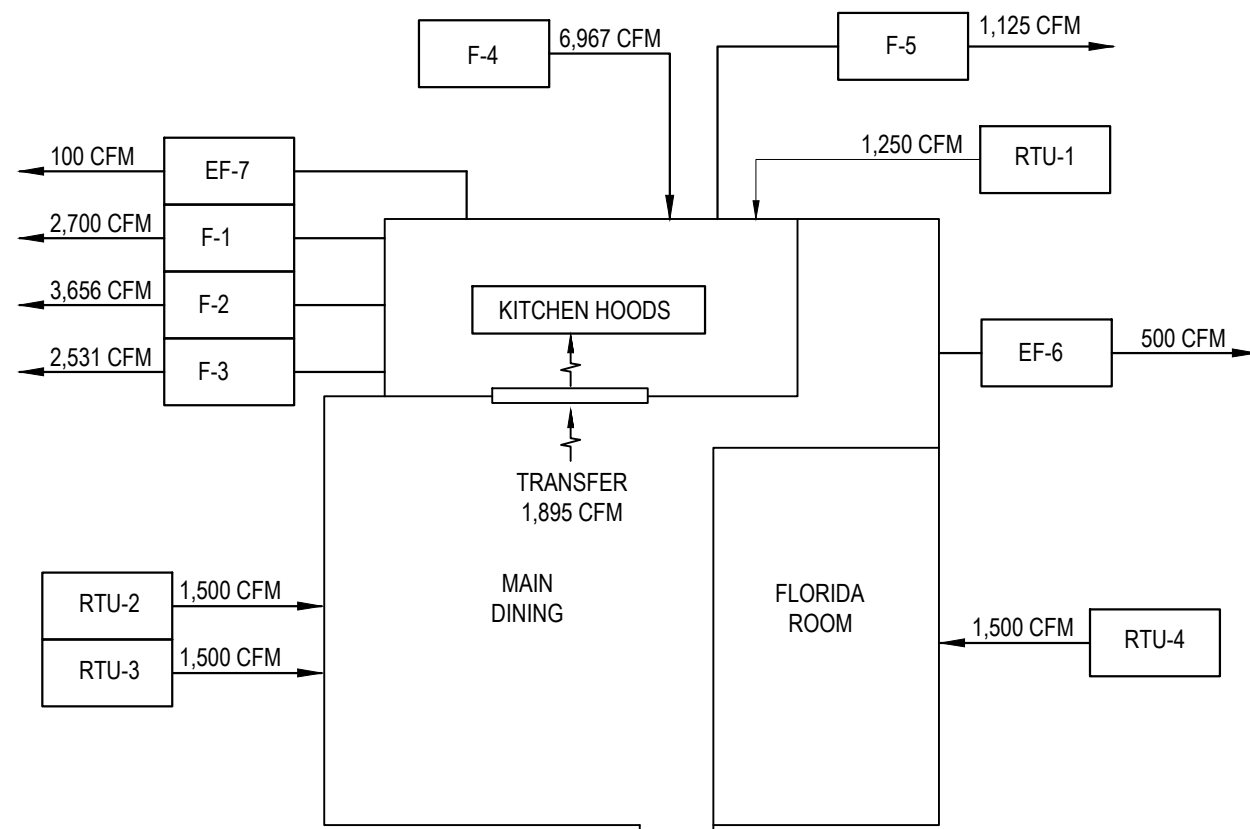 F-4
6,967 CFM
F-5
1,125 CFM
100 CFM
EF-7
1,250 CFM
RTU-1
2,700 CFM
F-1
3,656 CFM
F-2
KITCHEN HOODS
2,531 CFM
F-3
EF-6
500 CFM
TRANSFER
1,895 CFM
RTU-2
1,500 CFM
MAIN
DINING
FLORIDA
ROOM
RTU-3
1,500 CFM
1,500 CFM
RTU-4